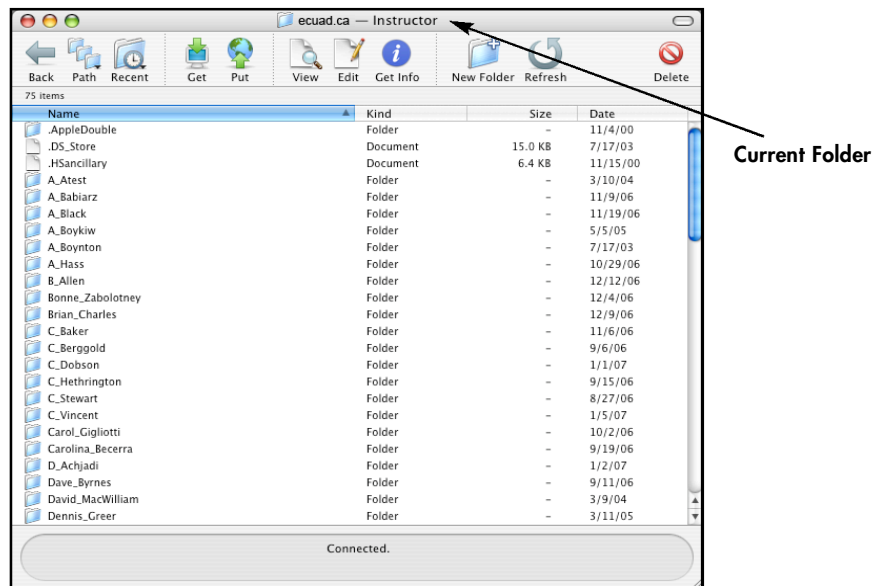 ecuad.ca — Instructor
Back Path Recent Get Put View Edit Get Info New Folder Refresh Delete
75 items
Name Kind Size Date
.AppleDouble Folder – 11/4/00
.DS_Store Document 15.0 KB 7/17/03
.HSancillary Document 6.4 KB 11/15/00
A_Atest Folder – 3/10/04
A_Babiarz Folder – 11/9/06
A_Black Folder – 11/19/06
A_Boykiw Folder – 5/5/05
A_Boynton Folder – 7/17/03
A_Hass Folder – 10/29/06
B_Allen Folder – 12/12/06
Bonne_Zabolotney Folder – 12/4/06
Brian_Charles Folder – 12/9/06
C_Baker Folder – 11/6/06
C_Berggold Folder – 9/6/06
C_Dobson Folder – 1/1/07
C_Hethrington Folder – 9/15/06
C_Stewart Folder – 8/27/06
C_Vincent Folder – 1/5/07
Carol_Gigliotti Folder – 10/2/06
Carolina_Becerra Folder – 9/19/06
D_Achjadi Folder – 1/2/07
Dave_Byrnes Folder – 9/11/06
David_MacWilliam Folder – 3/9/04
Dennis_Greer Folder – 3/11/05
Connected.
Current Folder